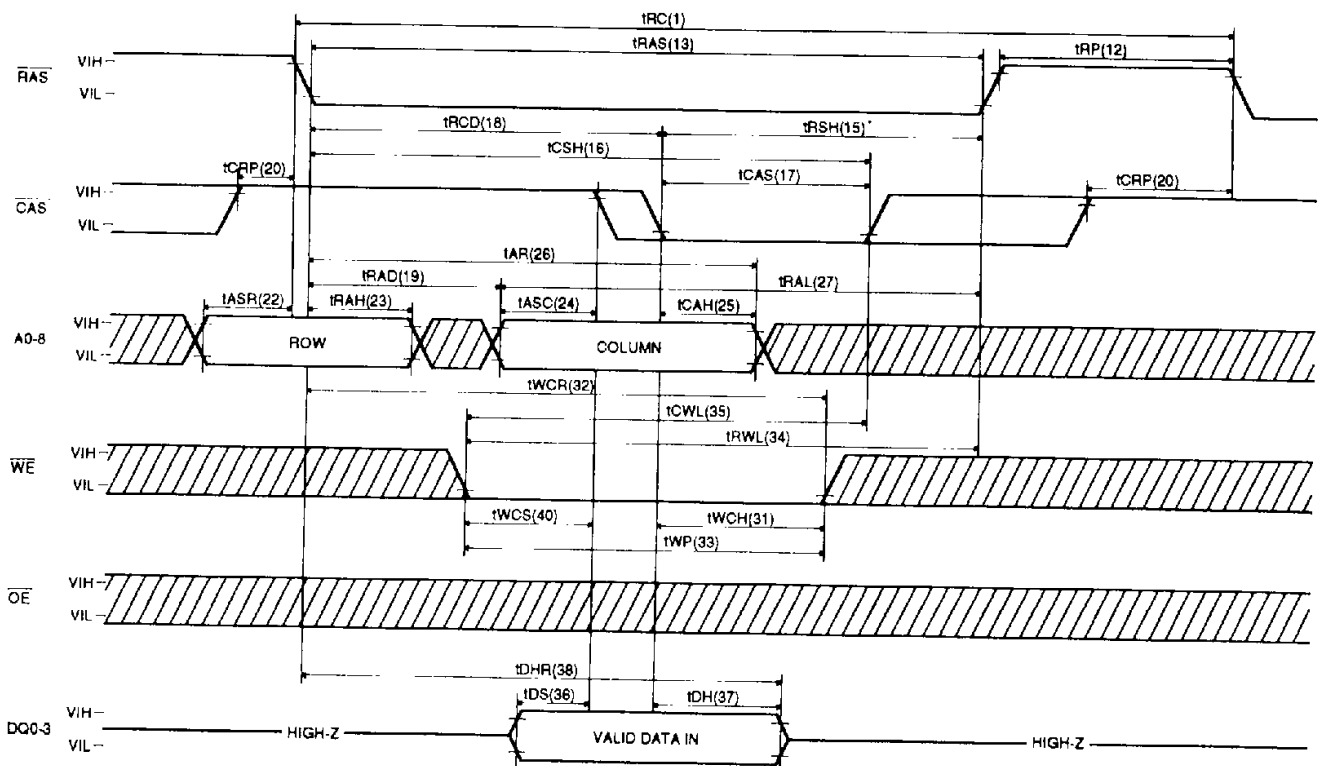 tRC(1)
tRAS(13)
tRP(12)
RAS
VIH
VIL
tRCD(18)
tRSH(15)*
tCSH(16)
tCRP(20)
tCAS(17)
tCRP(20)
CAS
VIH
VIL
tAR(26)
tRAD(19)
tRAL(27)
tASR(22)
tRAH(23)
tASC(24)
tCAH(25)
A0-8
VIH
VIL
ROW
COLUMN
tWCR(32)
tCWL(35)
tRWL(34)
WE
VIH
VIL
tWCS(40)
tWCH(31)
tWP(33)
OE
VIH
VIL
tDHR(38)
tDS(36)
tDH(37)
DQ0-3
VIH
VIL
HIGH-Z
VALID DATA IN
HIGH-Z